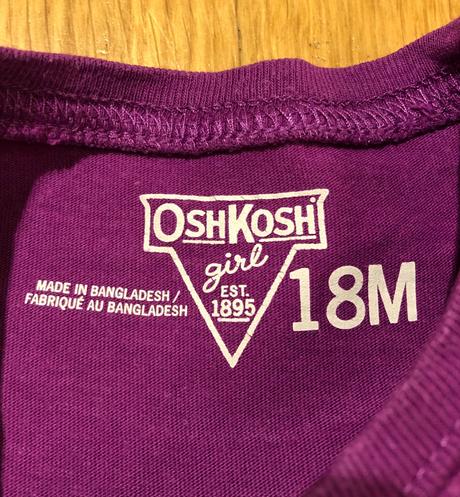 OSHKOSH
girl
EST.
1895
MADE IN BANGLADESH /
FABRIQUÉ AU BANGLADESH
18M